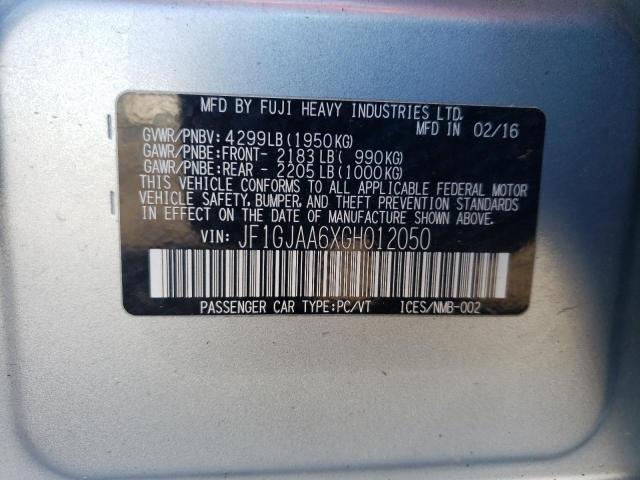 MFD BY FUJI HEAVY INDUSTRIES LTD.
MFD IN 02/16
GVWR/PNBV: 4299LB(1950KG)
GAWR/PNBE:FRONT- 2183 LB( 990KG)
GAWR/PNBE:REAR - 2205 LB(1000KG)
THIS VEHICLE CONFORMS TO ALL APPLICABLE FEDERAL MOTOR
VEHICLE SAFETY, BUMPER, AND THEFT PREVENTION STANDARDS
IN EFFECT ON THE DATE OF MANUFACTURE SHOWN ABOVE.
VIN: JF1GJAA6XGH012050
PASSENGER CAR TYPE:PC/VT ICES/NMB-002